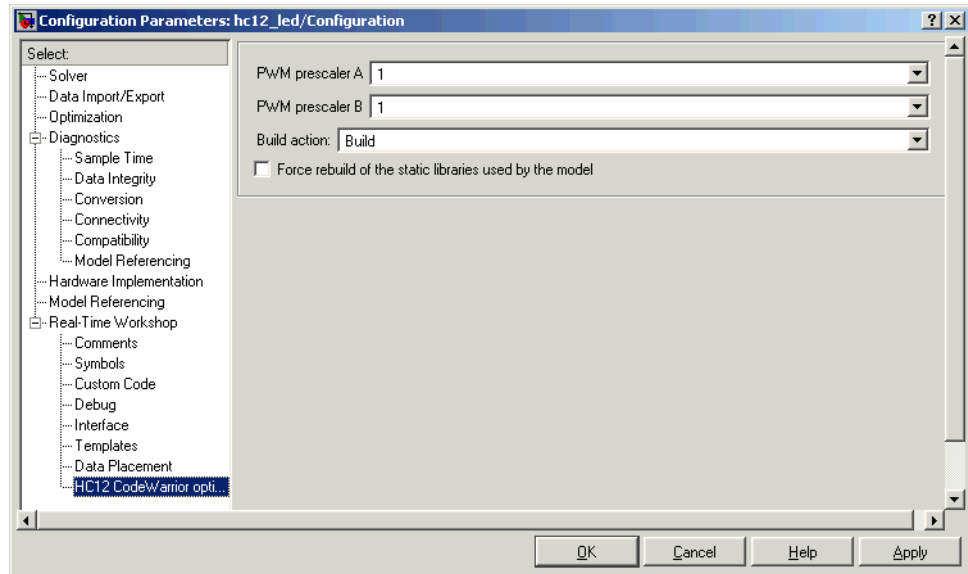 Configuration Parameters: hc12_led/Configuration
Select:
Solver
Data Import/Export
Optimization
Diagnostics
Sample Time
Data Integrity
Conversion
Connectivity
Compatibility
Model Referencing
Hardware Implementation
Model Referencing
Real-Time Workshop
Comments
Symbols
Custom Code
Debug
Interface
Templates
Data Placement
HC12 CodeWarrior opti...
PWM prescaler A 1
PWM prescaler B 1
Build action: Build
Force rebuild of the static libraries used by the model
OK Cancel Help Apply